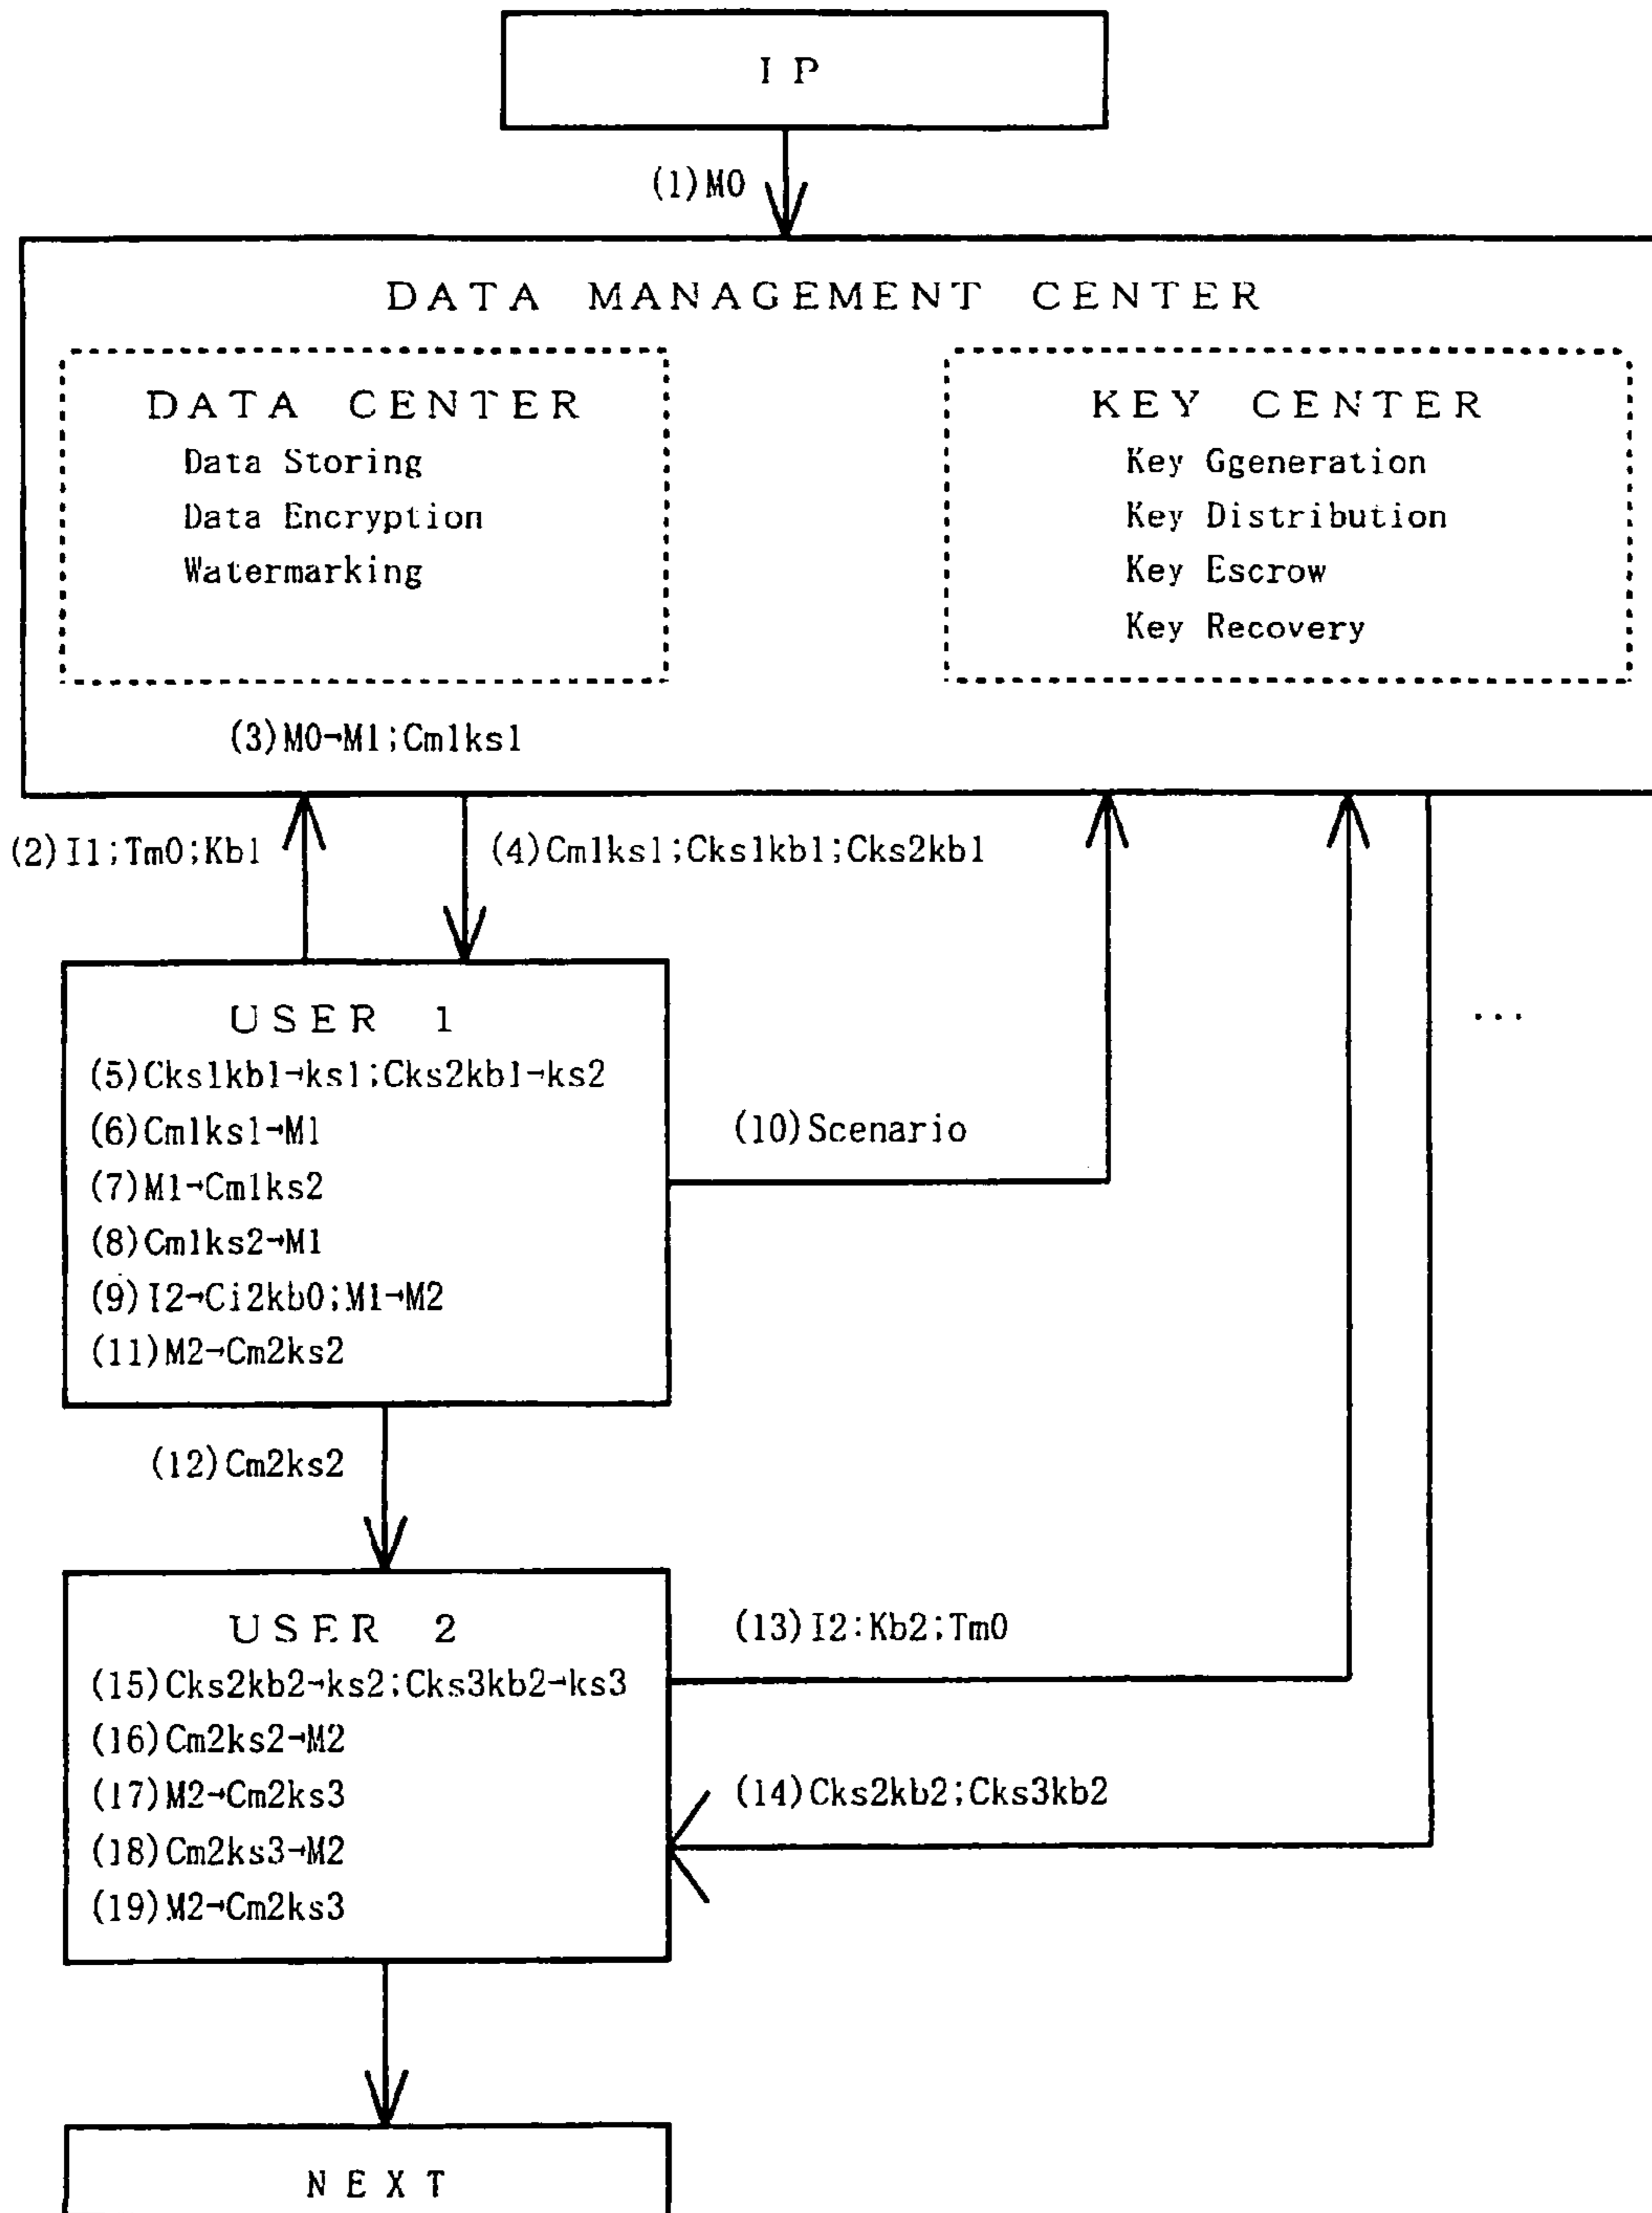 IP
(1)M0
DATA MANAGEMENT CENTER
DATA CENTER
Data Storing
Data Encryption
Watermarking
KEY CENTER
Key Ggeneration
Key Distribution
Key Escrow
Key Recovery
(3)M0→M1;Cm1ks1
(2)I1;Tm0;Kb1
(4)Cm1ks1;Cks1kb1;Cks2kb1
USER 1
(5)Cks1kb1→ks1;Cks2kb1→ks2
(6)Cm1ks1→M1
(7)M1→Cm1ks2
(8)Cm1ks2→M1
(9)I2→Ci2kb0;M1→M2
(11)M2→Cm2ks2
(10)Scenario
...
(12)Cm2ks2
USER 2
(15)Cks2kb2→ks2;Cks3kb2→ks3
(16)Cm2ks2→M2
(17)M2→Cm2ks3
(18)Cm2ks3→M2
(19)M2→Cm2ks3
(13)I2:Kb2;Tm0
(14)Cks2kb2;Cks3kb2
NEXT